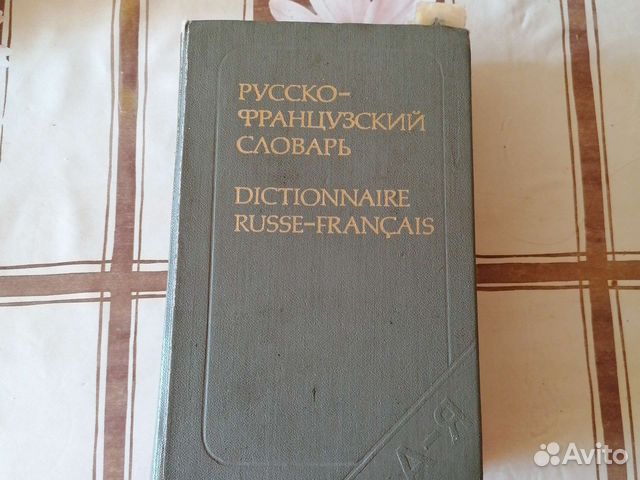 РУССКО-
ФРАНЦУЗСКИЙ
СЛОВАРЬ
DICTIONNAIRE
RUSSE-FRANÇAIS
А-Я
Avito